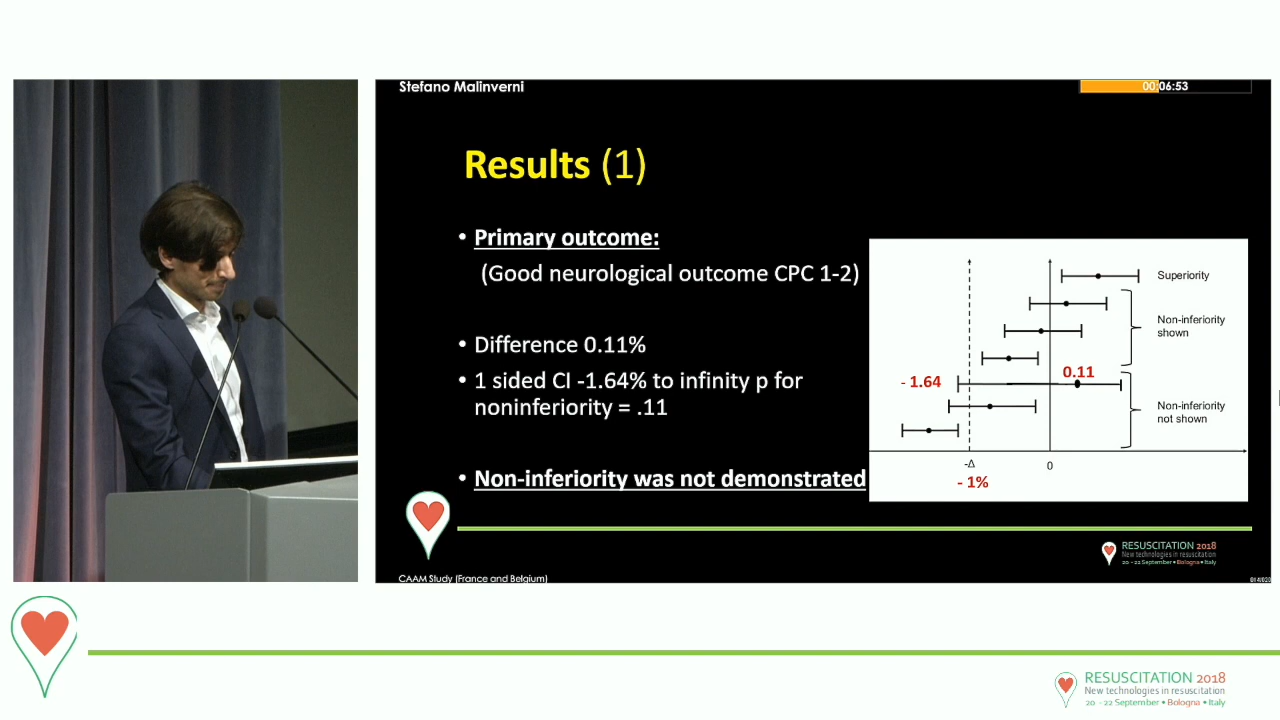 Stefano Malinverni
00:06:53
Results (1)
• Primary outcome:
(Good neurological outcome CPC 1-2)
• Difference 0.11%
• 1 sided CI -1.64% to infinity p for
noninferiority = .11
• Non-inferiority was not demonstrated
Superiority
Non-inferiority
shown
- 1.64
0.11
Non-inferiority
not shown
-Δ
0
- 1%
RESUSCITATION 2018
New technologies in resuscitation
20 - 22 September • Bologna • Italy
CAAM Study (France and Belgium)
RESUSCITATION 2018
New technologies in resuscitation
20 - 22 September • Bologna • Italy